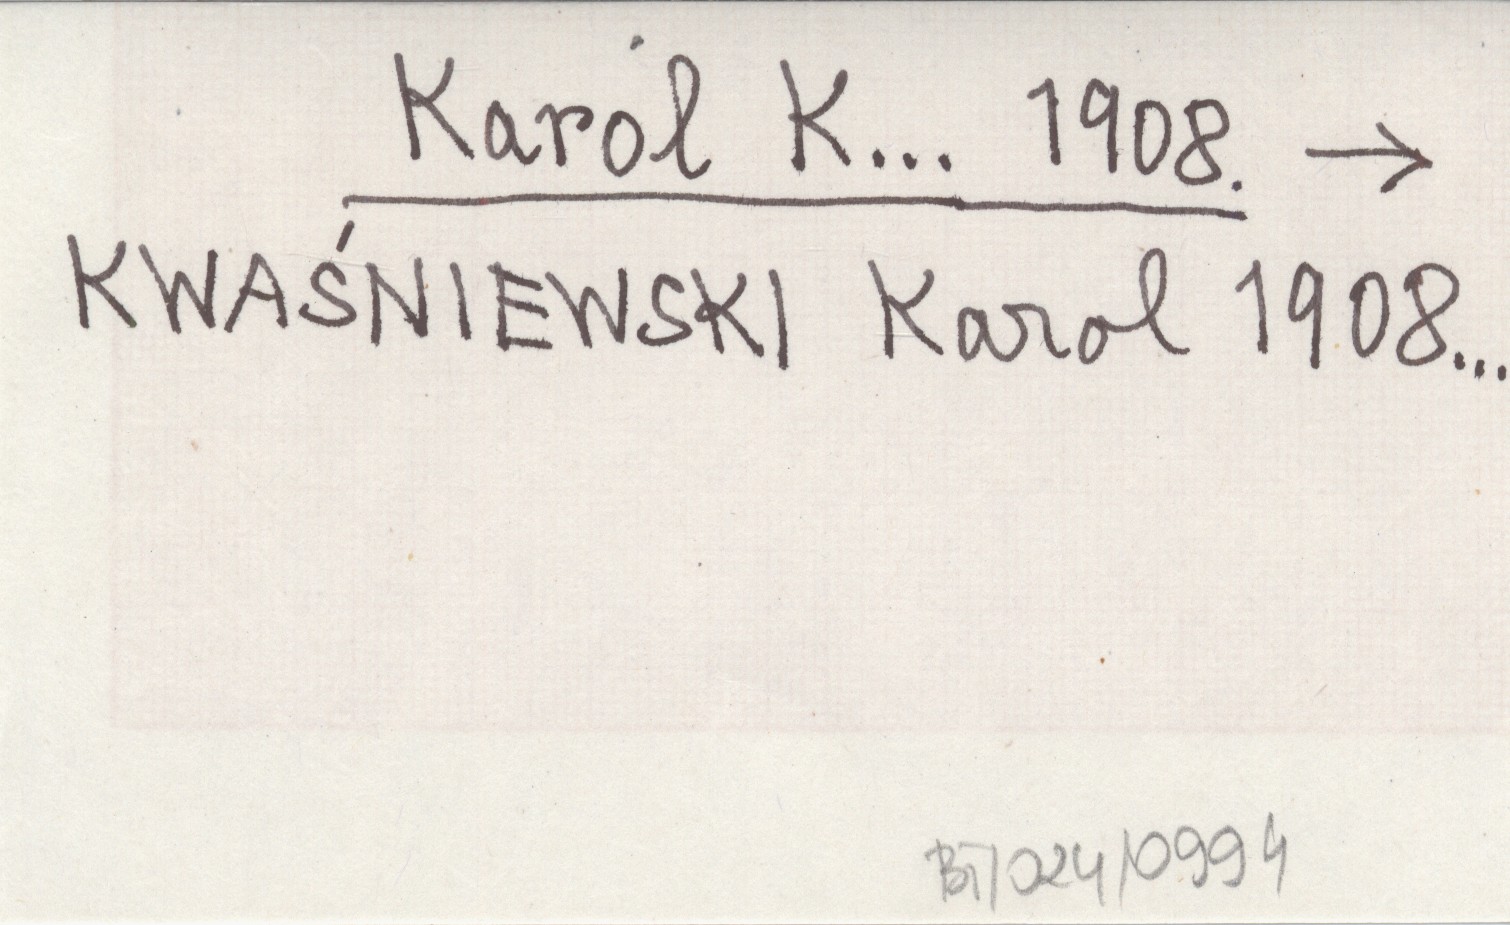 Karol K... 1908. →
KWAŚNIEWSKI Karol 1908...
BT/024/0994